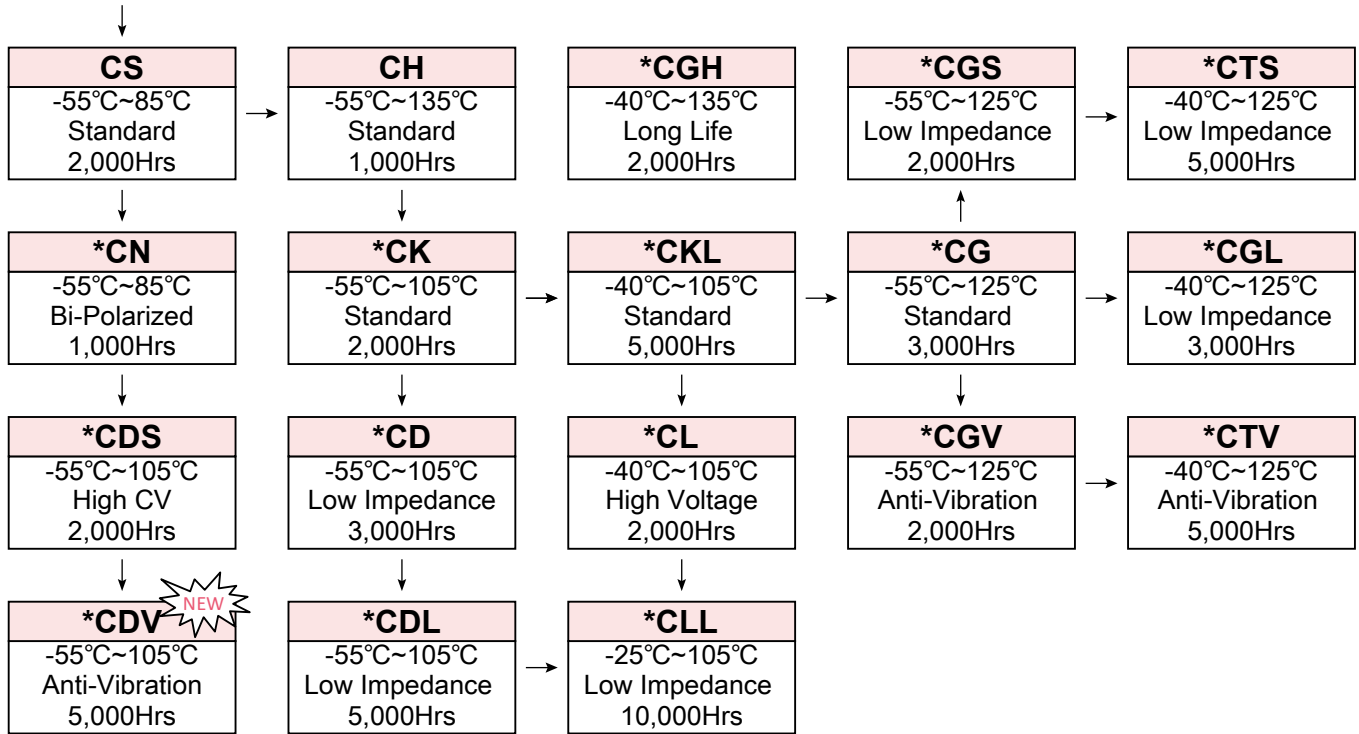 CS
-55℃~85℃
Standard
2,000Hrs
CH
-55℃~135℃
Standard
1,000Hrs
*CGH
-40℃~135℃
Long Life
2,000Hrs
*CGS
-55℃~125℃
Low Impedance
2,000Hrs
*CTS
-40℃~125℃
Low Impedance
5,000Hrs
*CN
-55℃~85℃
Bi-Polarized
1,000Hrs
*CK
-55℃~105℃
Standard
2,000Hrs
*CKL
-40℃~105℃
Standard
5,000Hrs
*CG
-55℃~125℃
Standard
3,000Hrs
*CGL
-40℃~125℃
Low Impedance
3,000Hrs
*CDS
-55℃~105℃
High CV
2,000Hrs
*CD
-55℃~105℃
Low Impedance
3,000Hrs
*CL
-40℃~105℃
High Voltage
2,000Hrs
*CGV
-55℃~125℃
Anti-Vibration
2,000Hrs
*CTV
-40℃~125℃
Anti-Vibration
5,000Hrs
*CDV
NEW
-55℃~105℃
Anti-Vibration
5,000Hrs
*CDL
-55℃~105℃
Low Impedance
5,000Hrs
*CLL
-25℃~105℃
Low Impedance
10,000Hrs